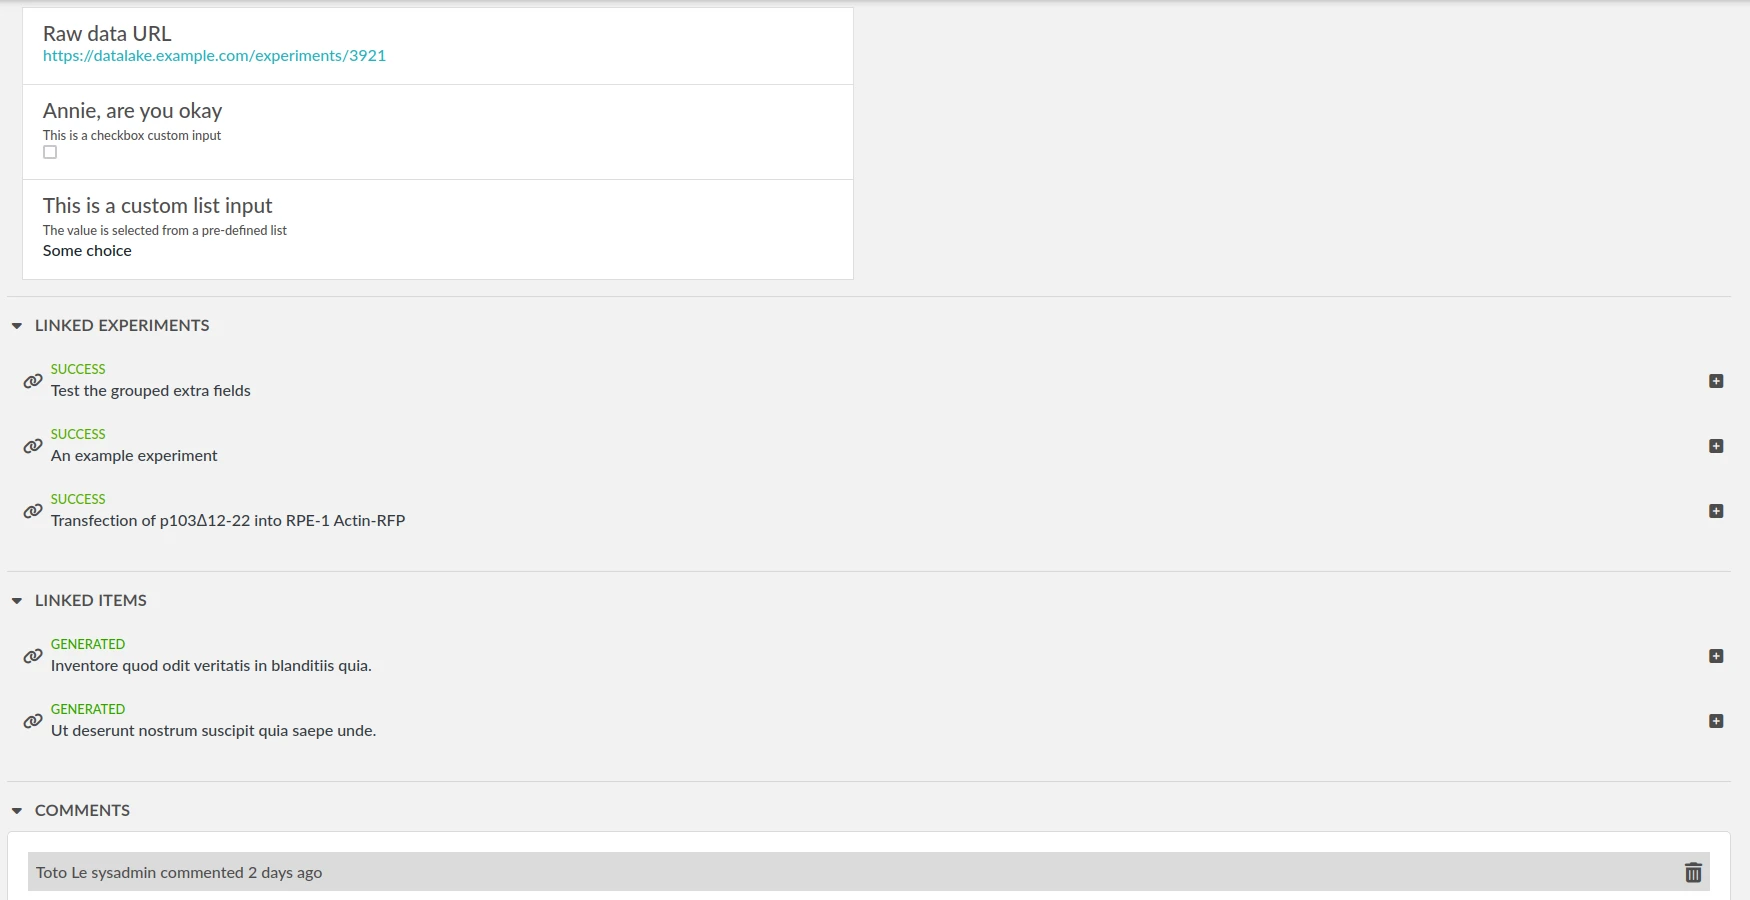 Raw data URL
https://datalake.example.com/experiments/3921
Annie, are you okay
This is a checkbox custom input
This is a custom list input
The value is selected from a pre-defined list
Some choice
LINKED EXPERIMENTS
SUCCESS
Test the grouped extra fields
SUCCESS
An example experiment
SUCCESS
Transfection of p103Δ12-22 into RPE-1 Actin-RFP
LINKED ITEMS
GENERATED
Inventore quod odit veritatis in blanditiis quia.
GENERATED
Ut deserunt nostrum suscipit quia saepe unde.
COMMENTS
Toto Le sysadmin commented 2 days ago